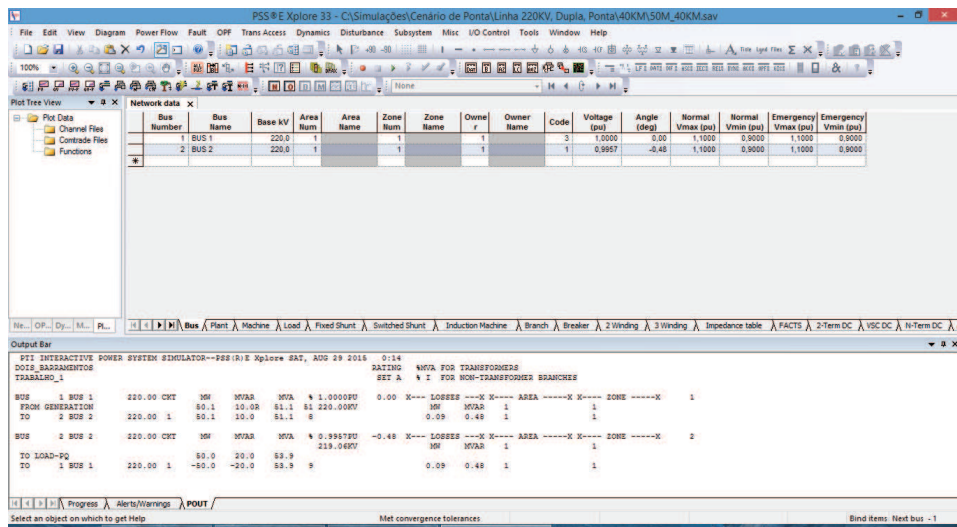 PSS®E Xplore 33 - C:\Simulações\Cenário de Ponta\Linha 220KV, Dupla, Ponta\40KM\50M_40KM.sav
File Edit View Diagram Power Flow Fault OPF Trans Access Dynamics Disturbance Subsystem Misc I/O Control Tools Window Help
100%
None
Plot Tree View
Plot Data
Channel Files
Comtrade Files
Functions
Network data
Bus Number Bus Name Base kV Area Num Area Name Zone Num Zone Name Owner Owner Name Code Voltage (pu) Angle (deg) Normal Vmax (pu) Normal Vmin (pu) Emergency Vmax (pu) Emergency Vmin (pu)
1 BUS 1 220,0 1 1 1 3 1,0000 0,00 1,1000 0,9000 1,1000 0,9000
2 BUS 2 220,0 1 1 1 1 0,9957 -0,48 1,1000 0,9000 1,1000 0,9000
Ne... OP... Dy... M... Pl...
Bus Plant Machine Load Fixed Shunt Switched Shunt Induction Machine Branch Breaker 2 Winding 3 Winding Impedance table FACTS 2-Term DC VSC DC N-Term DC
Output Bar
PTI INTERACTIVE POWER SYSTEM SIMULATOR--PSS(R)E Xplore SAT, AUG 29 2015 0:14
DOIS_BARRAMENTOS RATING %MVA FOR TRANSFORMERS
TRABALHO_1 SET A % I FOR NON-TRANSFORMER BRANCHES
BUS 1 BUS 1 220.00 CKT MW MVAR MVA % 1.0000PU 0.00 X--- LOSSES ---X X---- AREA -----X X---- ZONE -----X 1
FROM GENERATION 50.1 10.0R 51.1 51 220.00KV MW MVAR 1 1
TO 2 BUS 2 220.00 1 50.1 10.0 51.1 8 0.09 0.48 1 1
BUS 2 BUS 2 220.00 CKT MW MVAR MVA % 0.9957PU -0.48 X--- LOSSES ---X X---- AREA -----X X---- ZONE -----X 2
219.06KV MW MVAR 1 1
TO LOAD-PQ 50.0 20.0 53.9
TO 1 BUS 1 220.00 1 -50.0 -20.0 53.9 9 0.09 0.48 1 1
Progress Alerts/Warnings POUT
Select an object on which to get Help Met convergence tolerances Bind items Next bus - 1